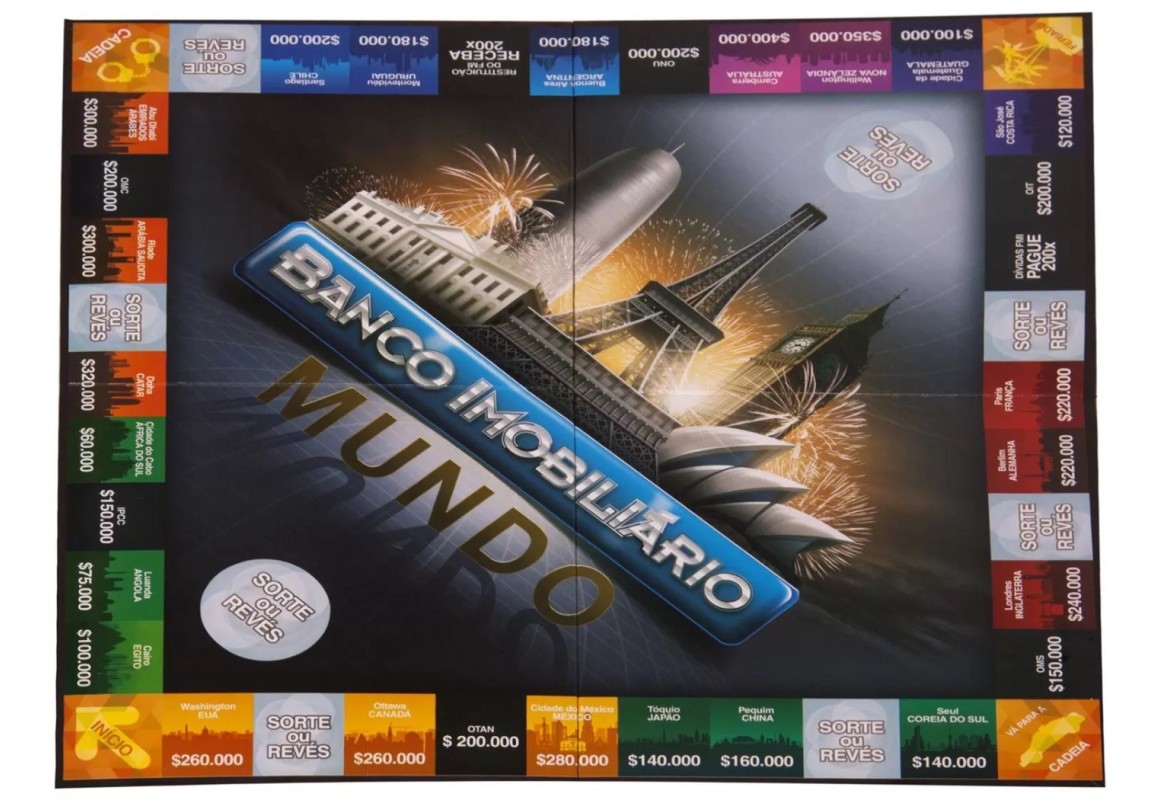 CADEIA
SORTE
OU
REVÉS
$200.000
Santiago
CHILE
$180.000
Montevidéu
URUGUAI
RESTITUIÇÃO
DO FMI
RECEBA
200x
$180.000
Buenos Aires
ARGENTINA
ONU
$200.000
$400.000
Camberra
AUSTRÁLIA
$350.000
Wellington
NOVA ZELÂNDIA
$100.000
Cidade da
Guatemala
GUATEMALA
FERIADO
São José
COSTA RICA
$120.000
OIT
$200.000
DÍVIDAS FMI
PAGUE
200x
SORTE
OU
REVÉS
Paris
FRANÇA
$220.000
Berlim
ALEMANHA
$220.000
SORTE
OU
REVÉS
Londres
INGLATERRA
$240.000
OMS
$150.000
VÁ PARA A
CADEIA
Seul
COREIA DO SUL
$140.000
SORTE
OU
REVÉS
Pequim
CHINA
$160.000
Tóquio
JAPÃO
$140.000
Cidade do México
MÉXICO
$280.000
OTAN
$ 200.000
Ottawa
CANADÁ
$260.000
SORTE
OU
REVÉS
Washington
EUA
$260.000
INÍCIO
Cairo
EGITO
$100.000
Luanda
ANGOLA
$75.000
IPCC
$150.000
Cidade do Cabo
ÁFRICA DO SUL
$60.000
Doha
CATAR
$320.000
SORTE
OU
REVÉS
Riade
ARÁBIA SAUDITA
$300.000
OMC
$200.000
Abu Dhabi
EMIRADOS
ÁRABES
$300.000
SORTE
OU
REVÉS
BANCO IMOBILIÁRIO
MUNDO
SORTE
OU
REVÉS